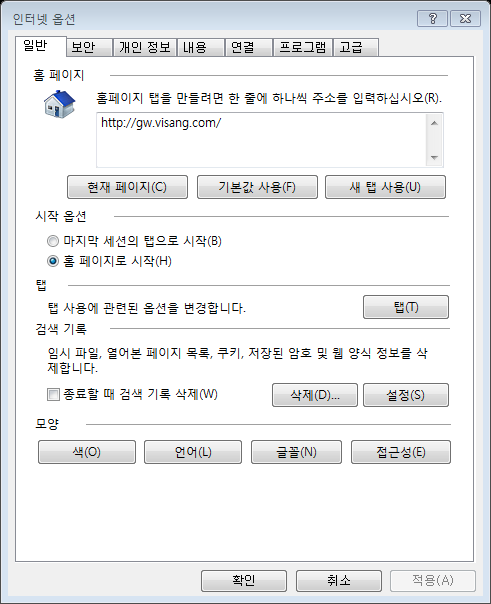 인터넷 옵션
일반 보안 개인 정보 내용 연결 프로그램 고급
홈 페이지
홈페이지 탭을 만들려면 한 줄에 하나씩 주소를 입력하십시오(R).
http://gw.visang.com/
현재 페이지(C) 기본값 사용(F) 새 탭 사용(U)
시작 옵션
마지막 세션의 탭으로 시작(B)
홈 페이지로 시작(H)
탭
탭 사용에 관련된 옵션을 변경합니다. 탭(T)
검색 기록
임시 파일, 열어본 페이지 목록, 쿠키, 저장된 암호 및 웹 양식 정보를 삭
제합니다.
종료할 때 검색 기록 삭제(W) 삭제(D)... 설정(S)
모양
색(O) 언어(L) 글꼴(N) 접근성(E)
확인 취소 적용(A)